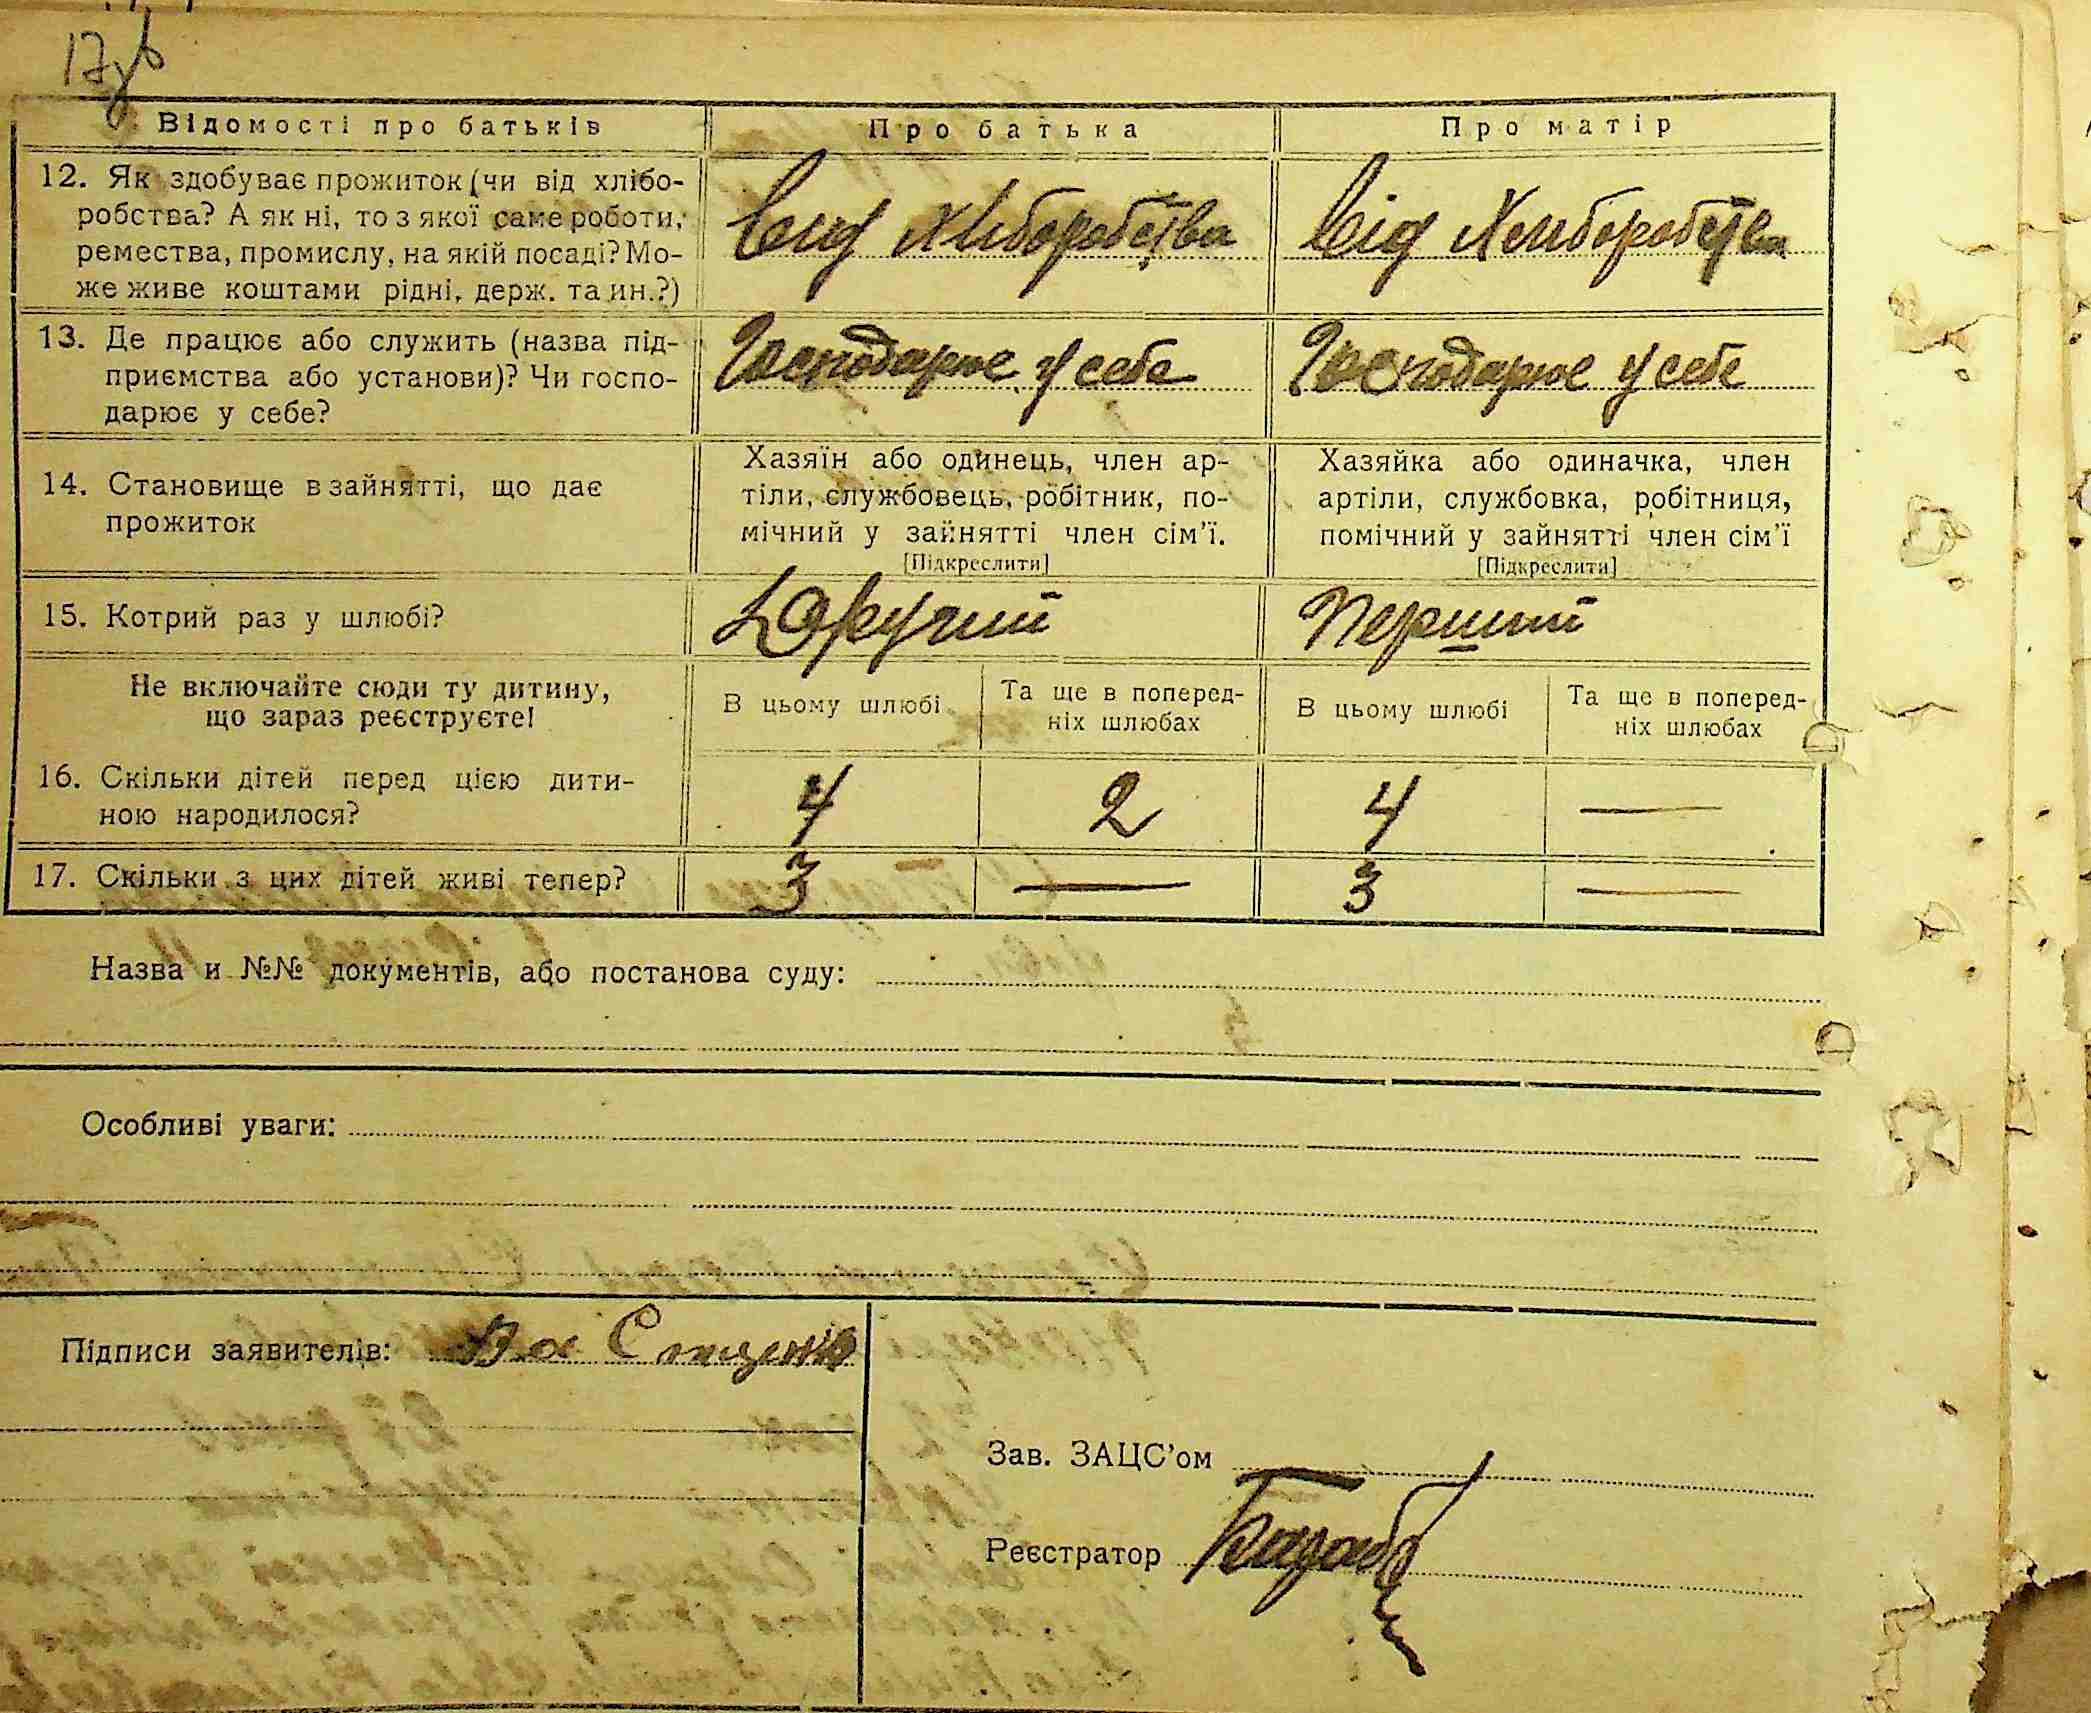 17зв
Відомості про батьків Про батька Про матір
12. Як здобуває прожиток (чи від хлібо-
робства? А як ні, то з якої саме роботи,
ремества, промислу, на якій посаді? Мо-
же живе коштами рідні, держ. та ин.?)
Вид хлиборобства Від Хлиборобства
13. Де працює або служить (назва під-
приємства або установи)? Чи госпо-
дарює у себе?
Господарює у себе Господарює у себе
14. Становище в зайнятті, що дає
прожиток
Хазяїн або одинець, член ар-
тіли, службовець, робітник, по-
мічний у зайнятті член сім'ї.
[Підкреслити]
Хазяйка або одиначка, член
артіли, службовка, робітниця,
помічний у зайнятті член сім'ї
[Підкреслити]
15. Котрий раз у шлюбі? Другий Перший
Не включайте сюди ту дитину,
що зараз реєструєте!
В цьому шлюбі
Та ще в поперед-
ніх шлюбах
В цьому шлюбі
Та ще в поперед-
ніх шлюбах
16. Скільки дітей перед цією дити-
ною народилося?
4 2 4 —
17. Скільки з цих дітей живі тепер? 3 — 3 —
Назва и №№ документів, або постанова суду:
Особливі уваги:
Підписи заявителів:
Зав. ЗАЦС'ом
Реєстратор